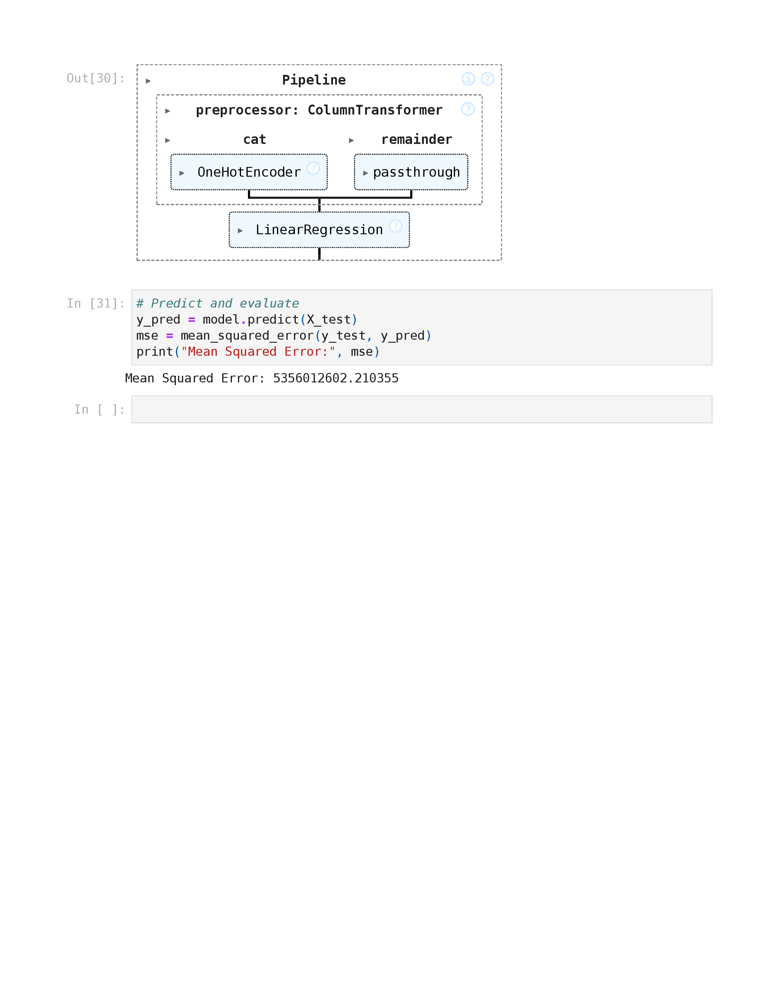 Out[30]:
Pipeline
i ?
preprocessor: ColumnTransformer
?
cat
remainder
OneHotEncoder
?
passthrough
LinearRegression
?
In [31]:
# Predict and evaluate
y_pred = model.predict(X_test)
mse = mean_squared_error(y_test, y_pred)
print("Mean Squared Error:", mse)
Mean Squared Error: 5356012602.210355
In [ ]: